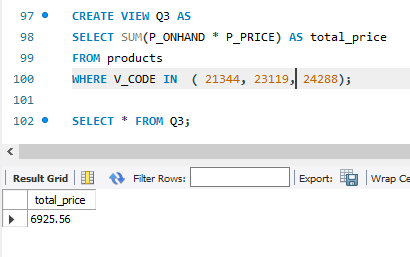 97 CREATE VIEW Q3 AS
98 SELECT SUM(P_ONHAND * P_PRICE) AS total_price
99 FROM products
100 WHERE V_CODE IN ( 21344, 23119, 24288);
101
102 SELECT * FROM Q3;
Result Grid Filter Rows: Export: Wrap Ce
total_price
6925.56